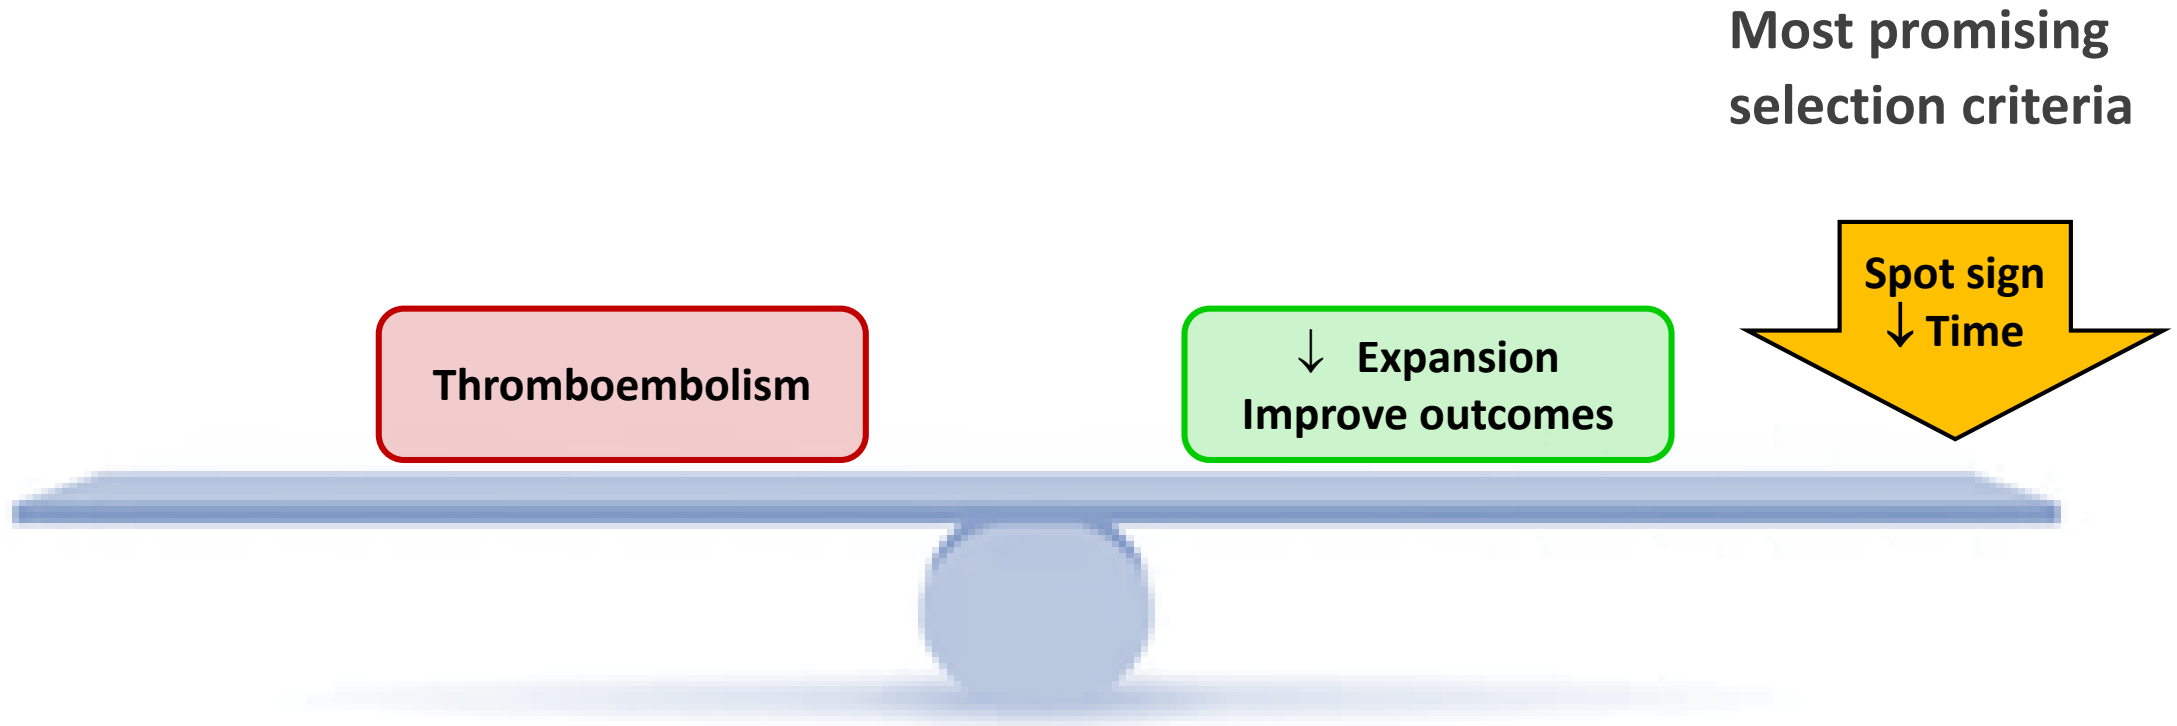 Most promising
selection criteria
Spot sign
↓ Time
Thromboembolism
↓ Expansion
Improve outcomes